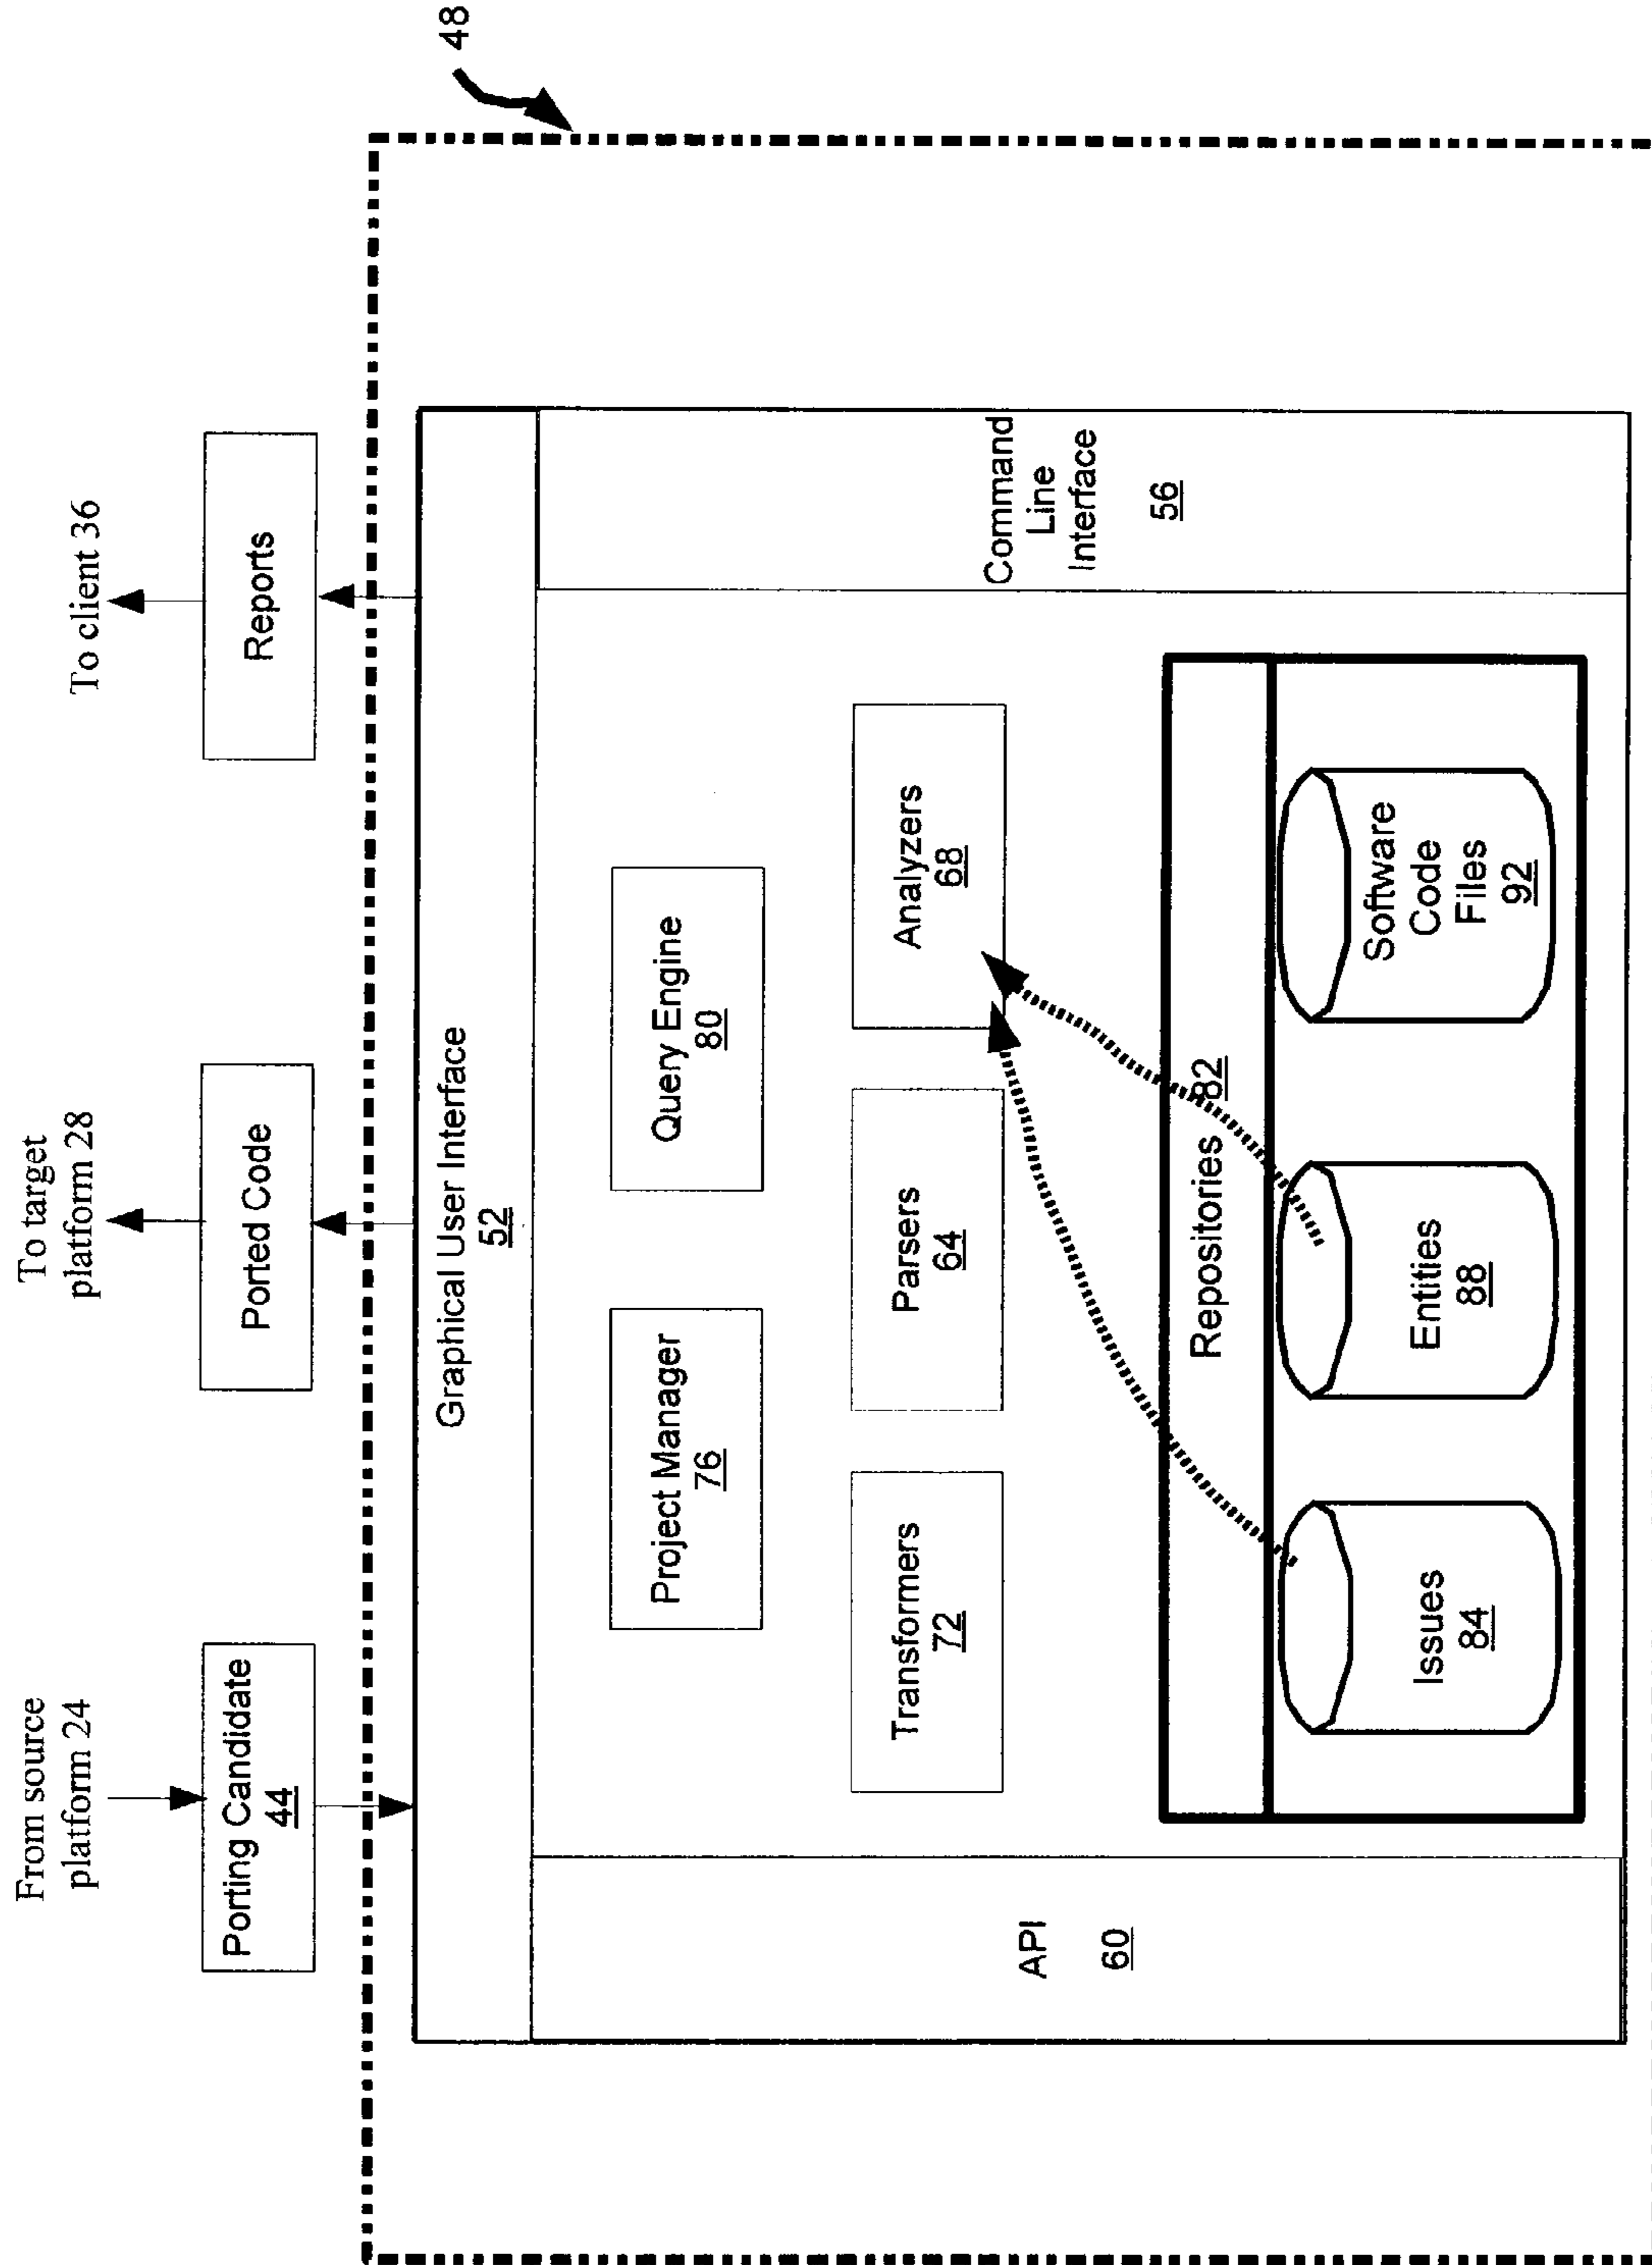 From source
platform 24
To target
platform 28
To client 36
48
Porting Candidate
44
Ported Code
Reports
Graphical User Interface
52
Project Manager
76
Query Engine
80
Transformers
72
Parsers
64
Analyzers
68
API
60
Command
Line
Interface
56
Repositories 82
Issues
84
Entities
88
Software
Code
Files
92